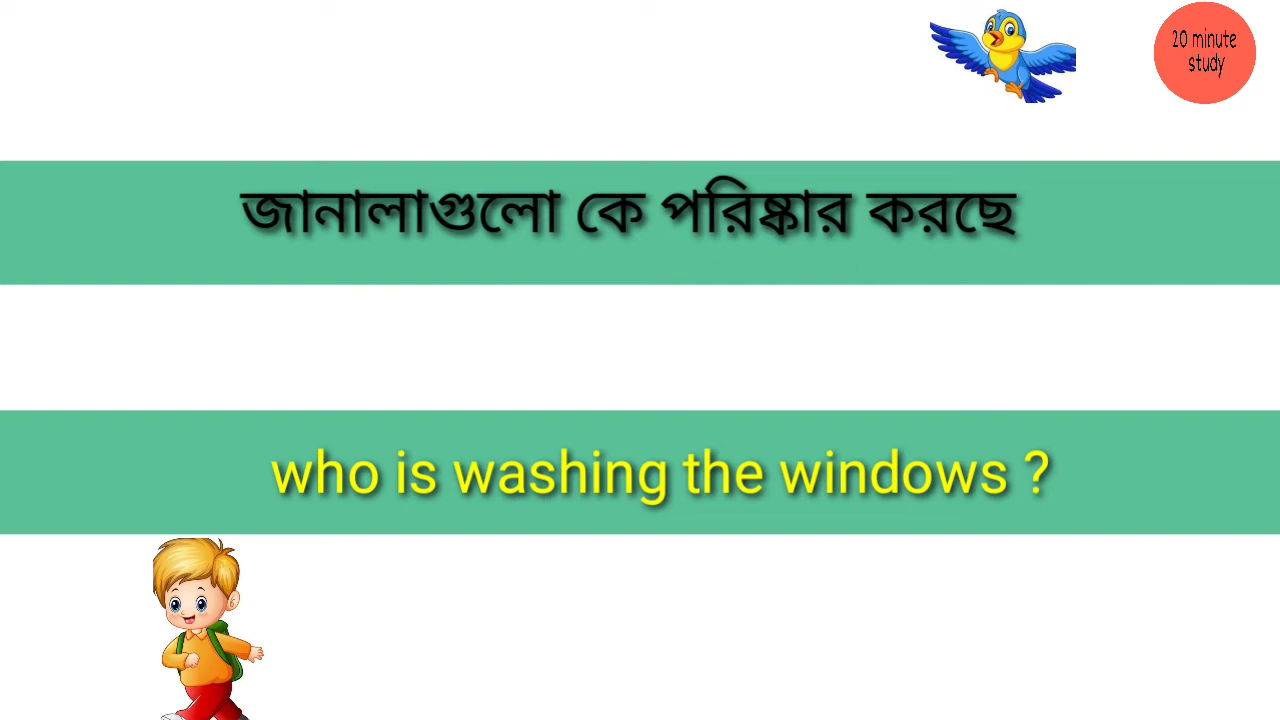 20 minute
study
জানালাগুলো কে পরিষ্কার করছে
who is washing the windows ?